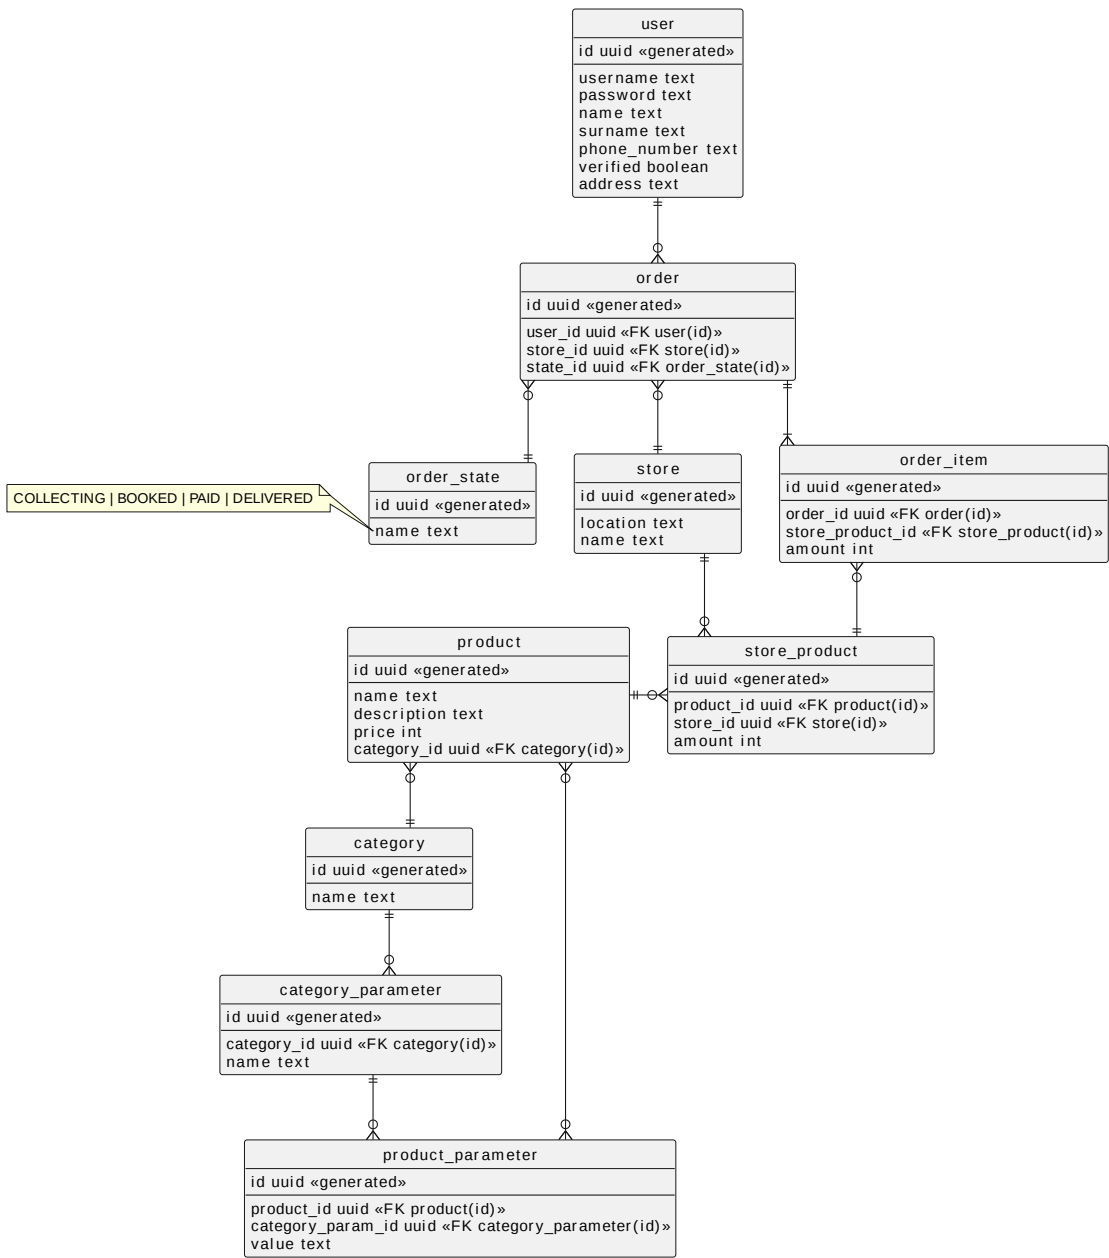 user
id uuid «generated»
username text
password text
name text
surname text
phone_number text
verified boolean
address text
order
id uuid «generated»
user_id uuid «FK user(id)»
store_id uuid «FK store(id)»
state_id uuid «FK order_state(id)»
COLLECTING | BOOKED | PAID | DELIVERED
order_state
id uuid «generated»
name text
store
id uuid «generated»
location text
name text
order_item
id uuid «generated»
order_id uuid «FK order(id)»
store_product_id «FK store_product(id)»
amount int
product
id uuid «generated»
name text
description text
price int
category_id uuid «FK category(id)»
store_product
id uuid «generated»
product_id uuid «FK product(id)»
store_id uuid «FK store(id)»
amount int
category
id uuid «generated»
name text
category_parameter
id uuid «generated»
category_id uuid «FK category(id)»
name text
product_parameter
id uuid «generated»
product_id uuid «FK product(id)»
category_param_id uuid «FK category_parameter(id)»
value text